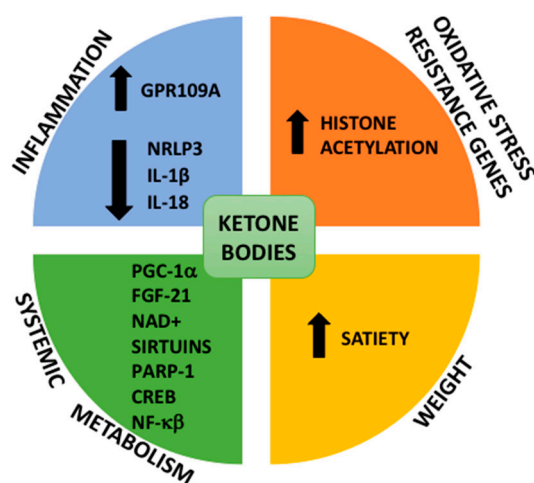 INFLAMMATION
GPR109A
NRLP3
IL-1β
IL-18
OXIDATIVE STRESS
RESISTANCE GENES
HISTONE
ACETYLATION
KETONE
BODIES
SYSTEMIC
METABOLISM
PGC-1α
FGF-21
NAD+
SIRTUINS
PARP-1
CREB
NF-κβ
SATIETY
WEIGHT